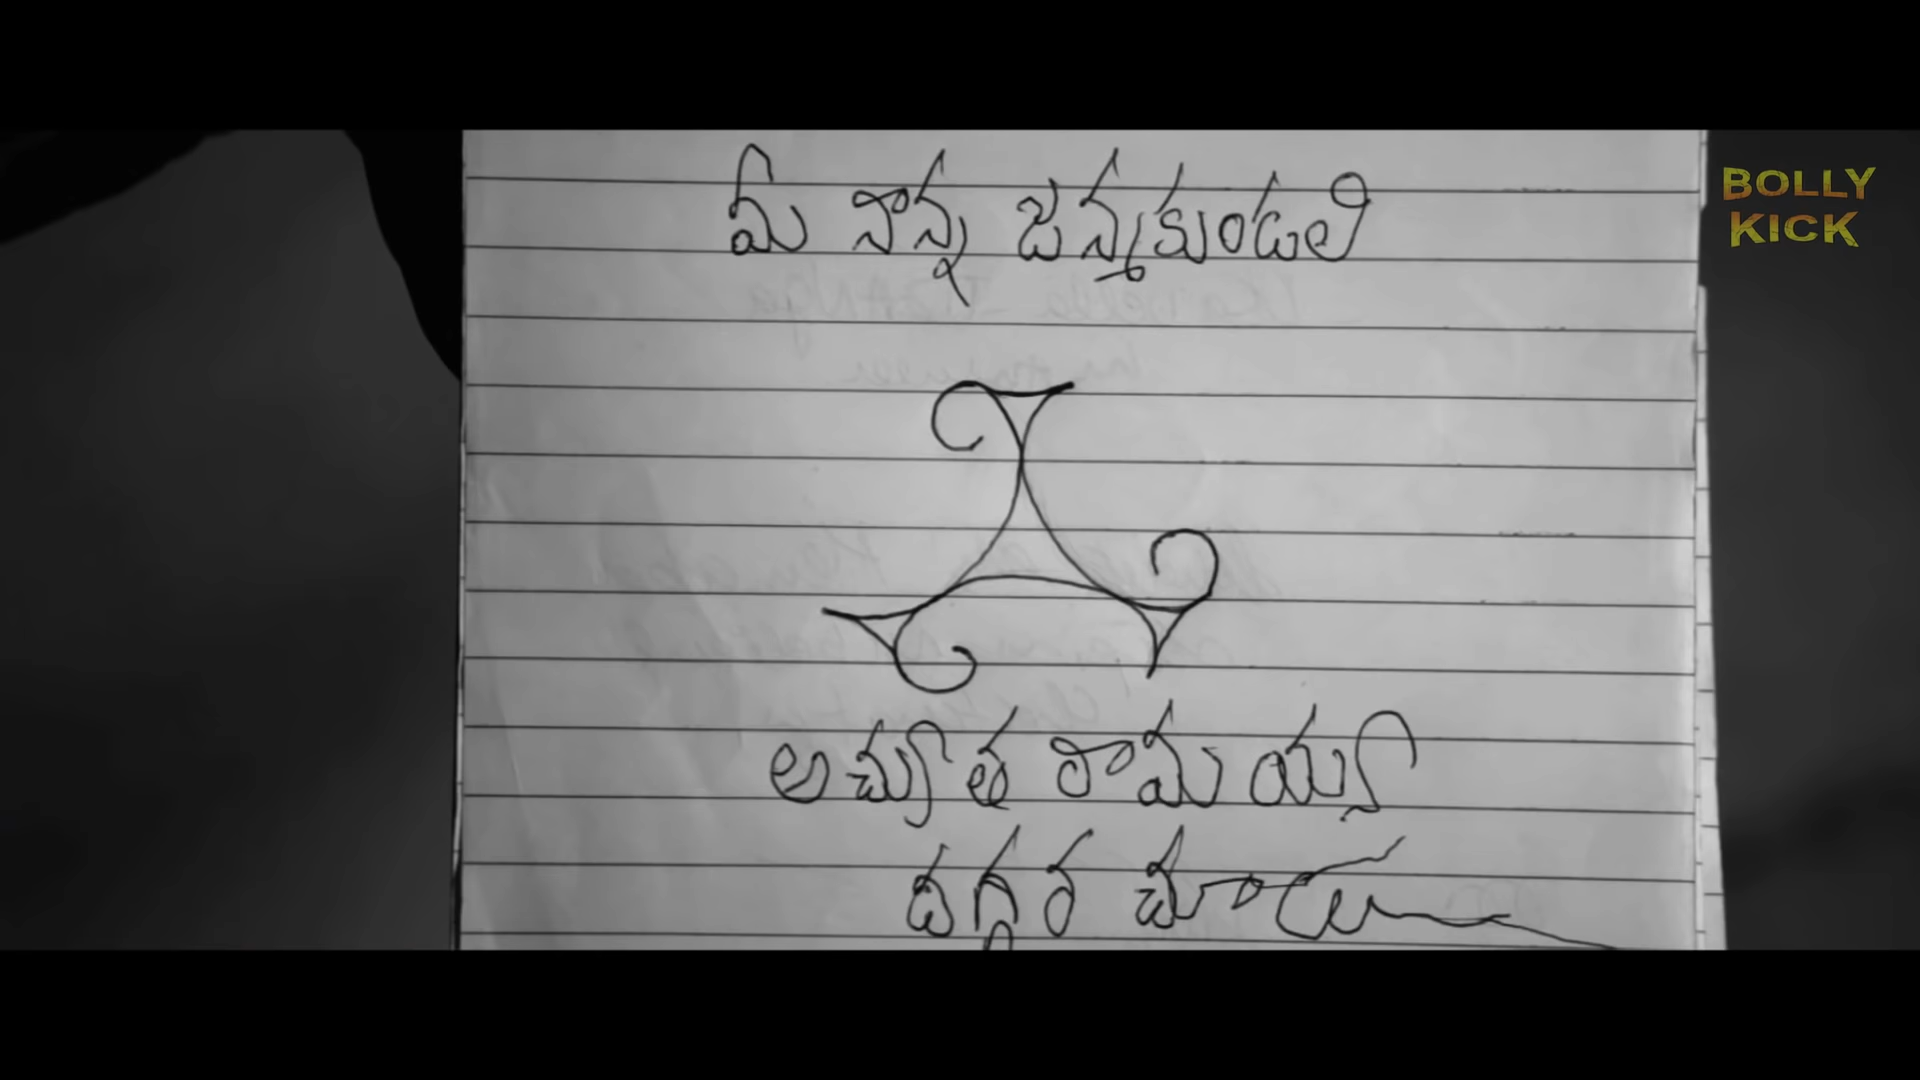 మీ నాన్న జన్మకుండలి
BOLLY
KICK
అచ్యుత రామయ్య
దగ్గర చూడు